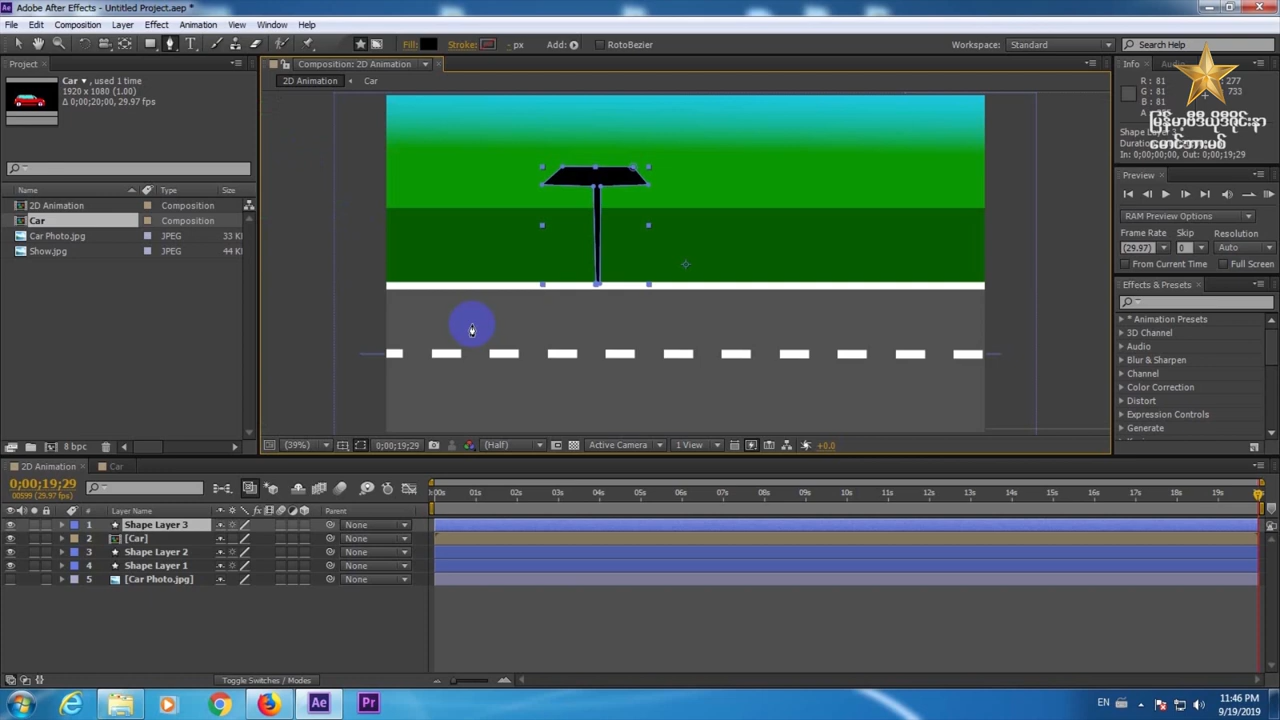 Adobe After Effects - Untitled Project.aep *
File Edit Composition Layer Effect Animation View Window Help
Fill: Stroke: - px Add: RotoBezier Workspace: Standard Search Help
Project
Car ▾, used 1 time
1920 x 1080 (1.00)
Δ 0;00;20;00, 29.97 fps
Name Type Size
2D Animation Composition
Car Composition
Car Photo.jpg JPEG 33 K
Show.jpg JPEG 44 K
8 bpc
Composition: 2D Animation
2D Animation Car
(39%) 0;00;19;29 (Half) Active Camera 1 View +0.0
Info
R : 81
G : 81
B : 81
A :
277
733
Shape Layer 3
In: 0;00;00;00, Out: 0;00;19;29
Preview
RAM Preview Options
Frame Rate Skip Resolution
(29.97) 0 Auto
From Current Time Full Screen
Effects & Presets
* Animation Presets
3D Channel
Audio
Blur & Sharpen
Channel
Color Correction
Distort
Expression Controls
Generate
2D Animation Car
0;00;19;29
00599 (29.97 fps)
# Layer Name Parent
1 Shape Layer 3 None
2 [Car] None
3 Shape Layer 2 None
4 Shape Layer 1 None
5 [Car Photo.jpg] None
01s 02s 03s 04s 05s 06s 07s 08s 09s 10s 11s 12s 13s 14s 15s 16s 17s 18s 19s
Toggle Switches / Modes
EN
11:46 PM
9/19/2019